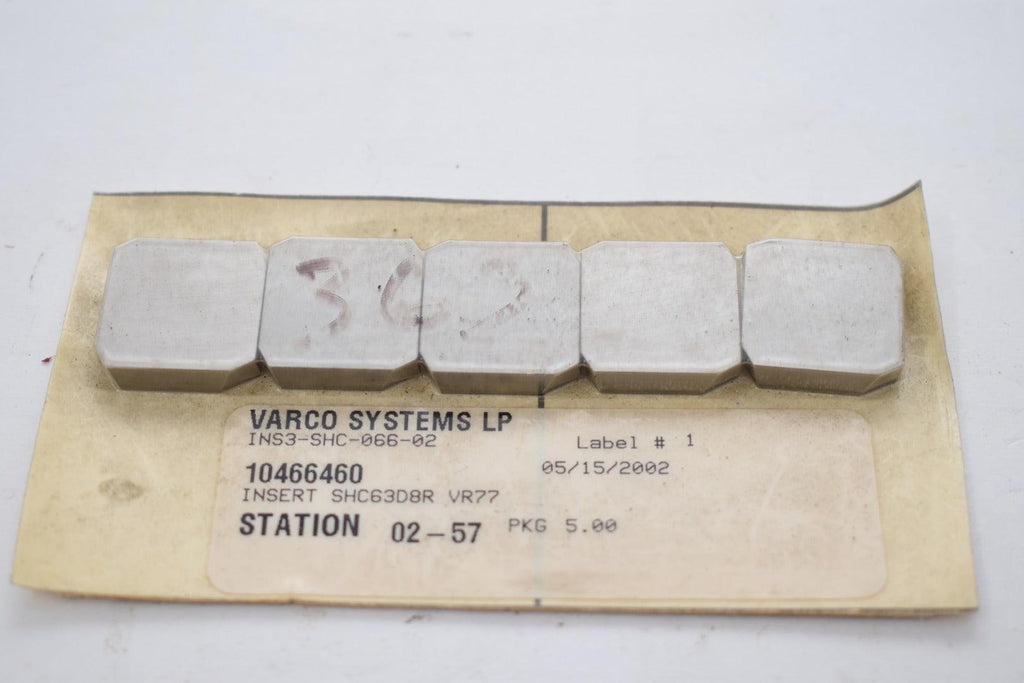 362
VARCO SYSTEMS LP
INS3-SHC-066-02 Label # 1
10466460 05/15/2002
INSERT SHC63D8R VR77
STATION 02-57 PKG 5.00